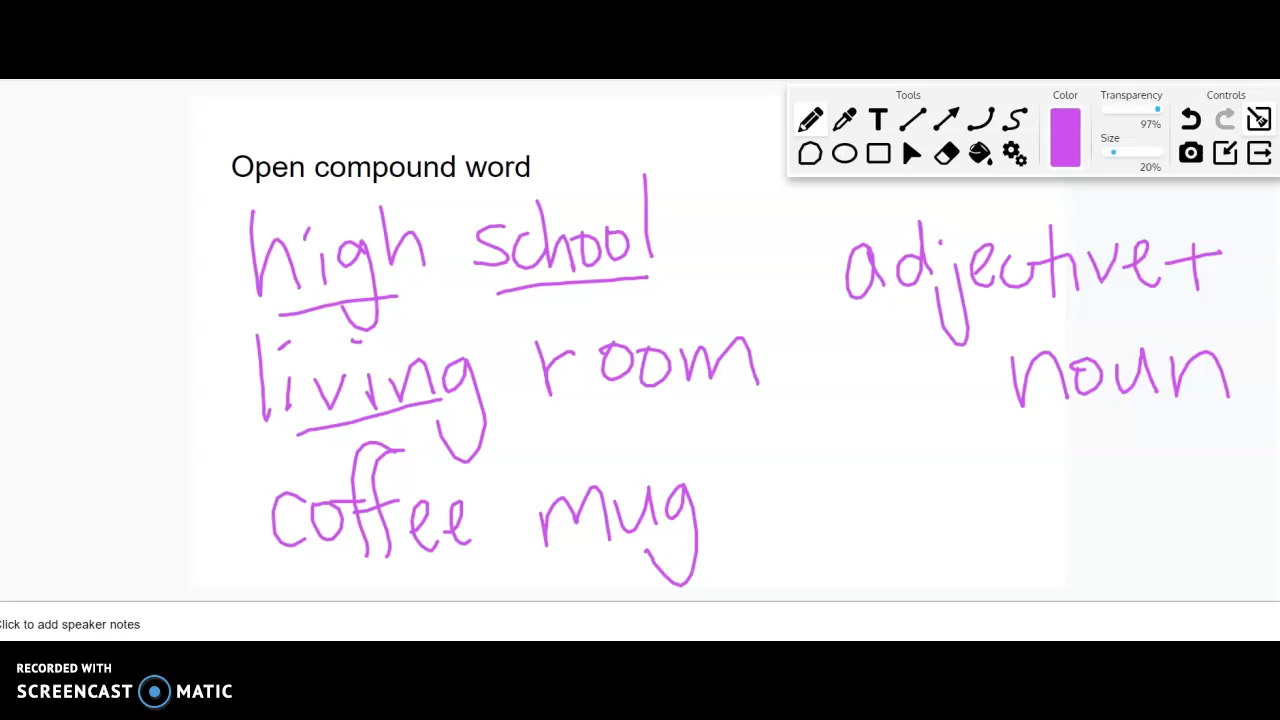 Tools
Color
Transparency
Controls
97%
Size
20%
Open compound word
high school
adjective+
living room
noun
coffee mug
Click to add speaker notes
RECORDED WITH
SCREENCAST MATIC